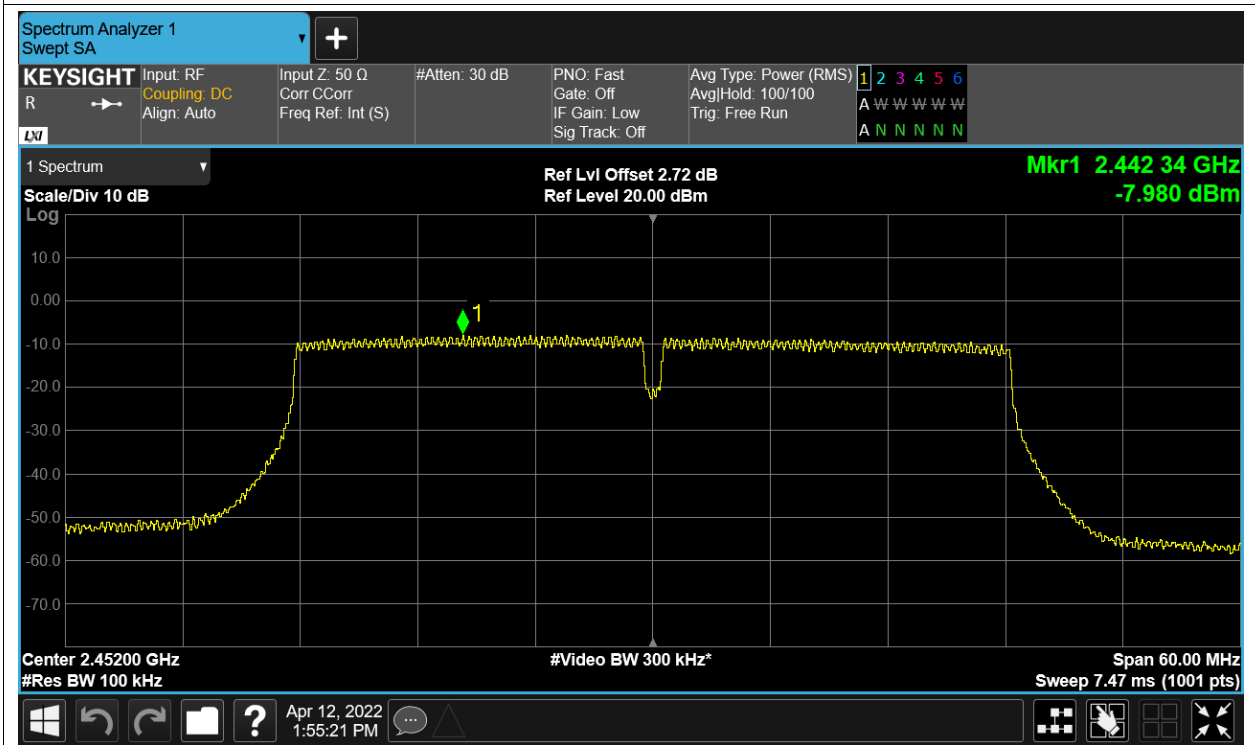 Spectrum Analyzer 1
Swept SA
KEYSIGHT
R
LXI
Input: RF
Coupling: DC
Align: Auto
Input Z: 50 Ω
Corr CCorr
Freq Ref: Int (S)
#Atten: 30 dB
PNO: Fast
Gate: Off
IF Gain: Low
Sig Track: Off
Avg Type: Power (RMS)
Avg|Hold: 100/100
Trig: Free Run
1 2 3 4 5 6
A W W W W W
A N N N N N
1 Spectrum
Scale/Div 10 dB
Ref Lvl Offset 2.72 dB
Ref Level 20.00 dBm
Mkr1 2.442 34 GHz
-7.980 dBm
Log
10.0
0.00
-10.0
-20.0
-30.0
-40.0
-50.0
-60.0
-70.0
1
Center 2.45200 GHz
#Video BW 300 kHz*
Span 60.00 MHz
#Res BW 100 kHz
Sweep 7.47 ms (1001 pts)
?
Apr 12, 2022
1:55:21 PM